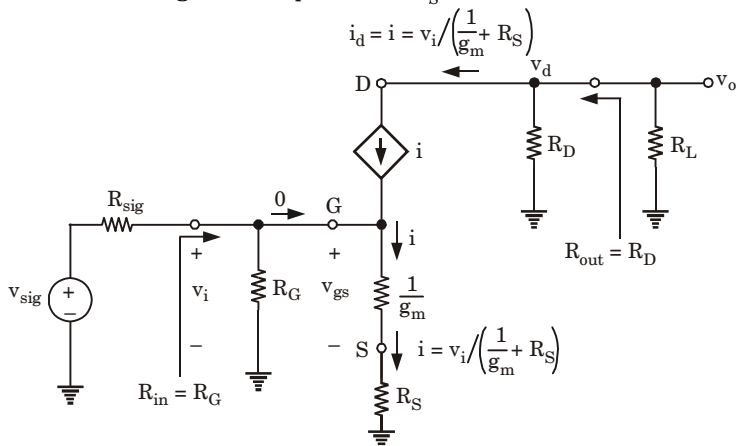 i_d = i = v_i/(1/g_m + R_S)
v_d
D
v_o
R_D
R_L
i
R_sig
0
G
i
R_out = R_D
+
+
v_sig
+
−
v_i
R_G
v_gs
1/g_m
−
−
S
i = v_i/(1/g_m + R_S)
R_in = R_G
R_S